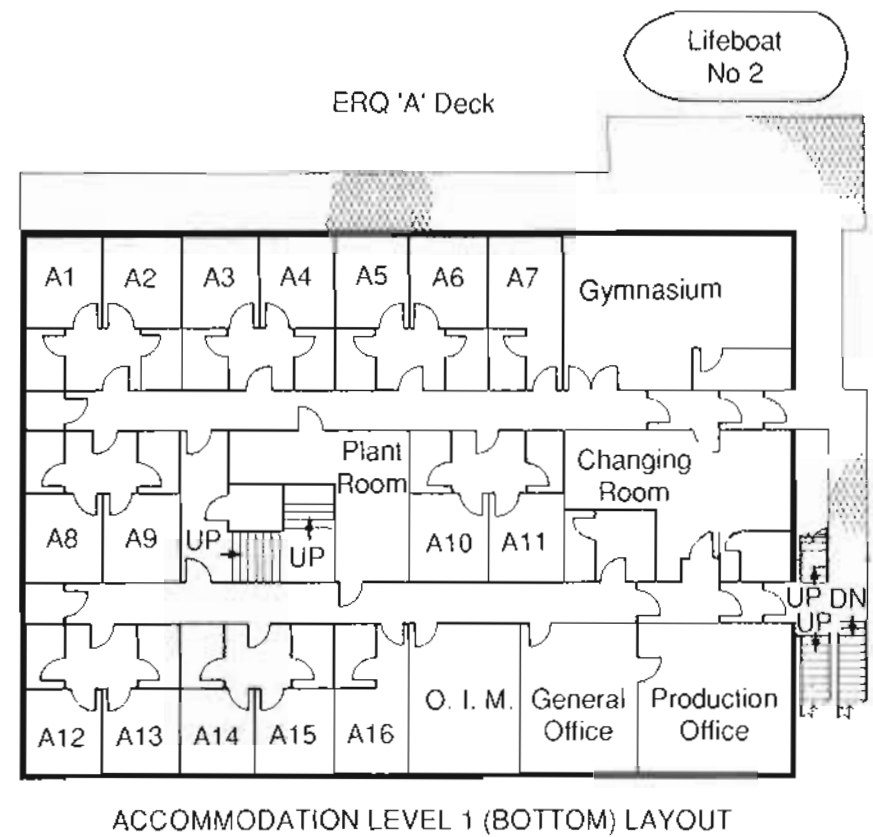 Lifeboat
No 2
ERQ 'A' Deck
A1 A2 A3 A4 A5 A6 A7
Gymnasium
Plant
Room
Changing
Room
A8 A9 UP UP A10 A11
UP DN
UP
A12 A13 A14 A15 A16
O. I. M.
General
Office
Production
Office
ACCOMMODATION LEVEL 1 (BOTTOM) LAYOUT